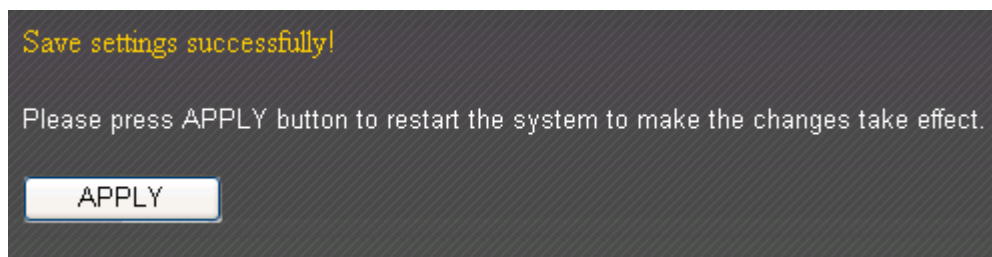 Save settings successfully!
Please press APPLY button to restart the system to make the changes take effect.
APPLY